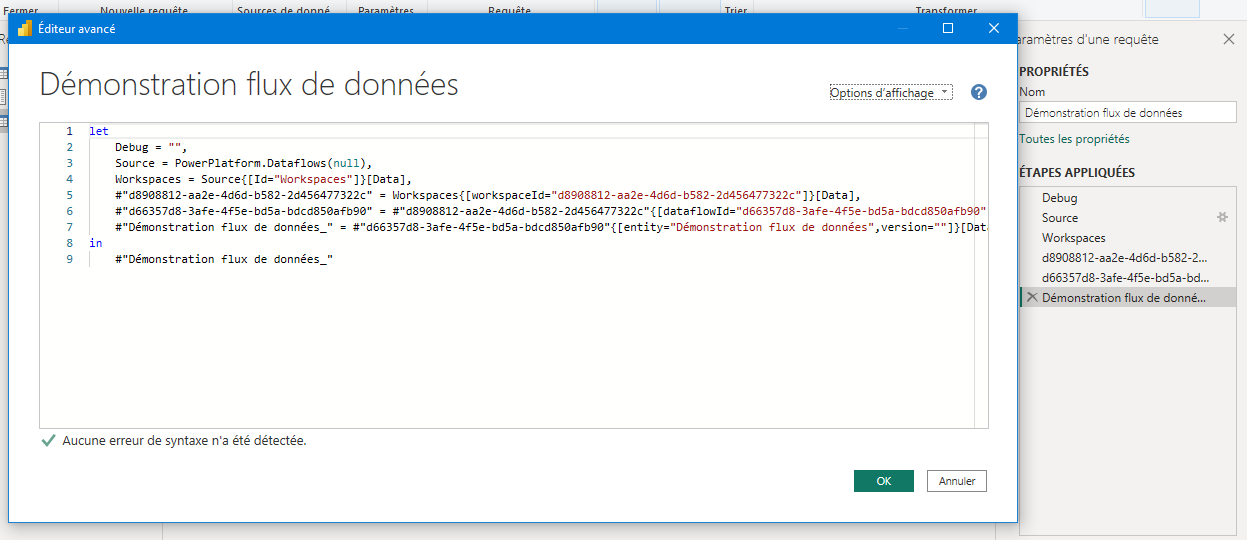 Fermer Nouvelle requête Sources de donné Paramètres Requête Trier Transformer
Éditeur avancé
Démonstration flux de données
Options d'affichage
1 let
2 Debug = "",
3 Source = PowerPlatform.Dataflows(null),
4 Workspaces = Source{[Id="Workspaces"]}[Data],
5 #"d8908812-aa2e-4d6d-b582-2d456477322c" = Workspaces{[workspaceId="d8908812-aa2e-4d6d-b582-2d456477322c"]}[Data],
6 #"d66357d8-3afe-4f5e-bd5a-bdcd850afb90" = #"d8908812-aa2e-4d6d-b582-2d456477322c"{[dataflowId="d66357d8-3afe-4f5e-bd5a-bdcd850afb90"
7 #"Démonstration flux de données_" = #"d66357d8-3afe-4f5e-bd5a-bdcd850afb90"{[entity="Démonstration flux de données",version=""]}[Data
8 in
9 #"Démonstration flux de données_"
Aucune erreur de syntaxe n'a été détectée.
OK
Annuler
aramètres d'une requête
PROPRIÉTÉS
Nom
Démonstration flux de données
Toutes les propriétés
ÉTAPES APPLIQUÉES
Debug
Source
Workspaces
d8908812-aa2e-4d6d-b582-2...
d66357d8-3afe-4f5e-bd5a-bd...
Démonstration flux de donné...